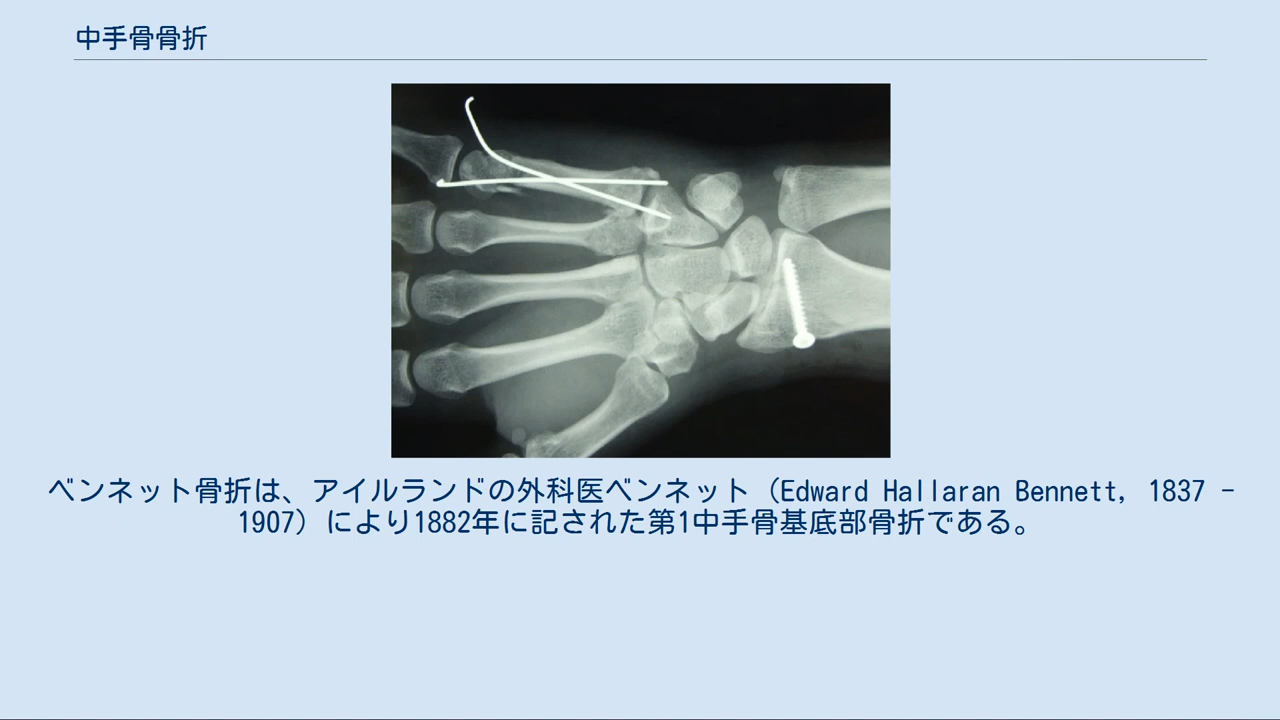 中手骨骨折
ベンネット骨折は、アイルランドの外科医ベンネット（Edward Hallaran Bennett, 1837 -
1907）により1882年に記された第1中手骨基底部骨折である。